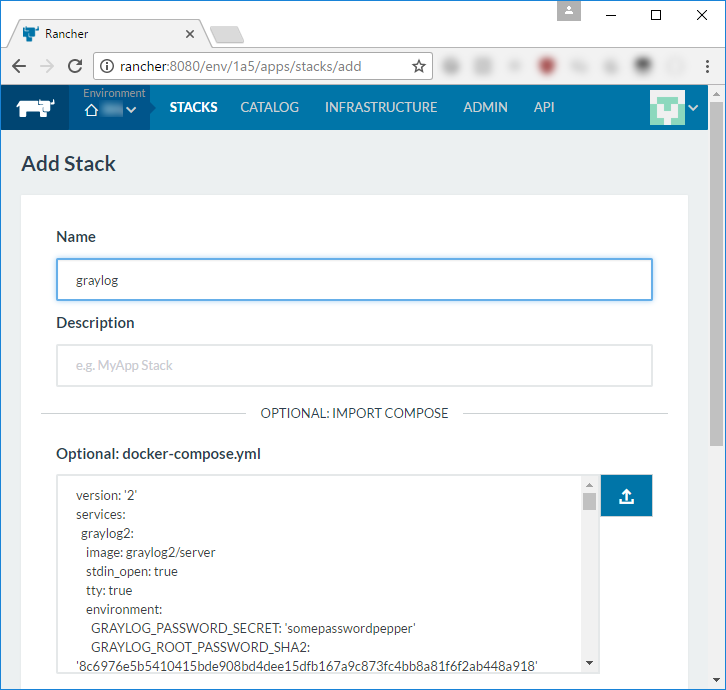 Rancher
rancher:8080/env/1a5/apps/stacks/add
Environment
STACKS CATALOG INFRASTRUCTURE ADMIN API
Add Stack
Name
graylog
Description
e.g. MyApp Stack
OPTIONAL: IMPORT COMPOSE
Optional: docker-compose.yml
version: '2'
services:
graylog2:
image: graylog2/server
stdin_open: true
tty: true
environment:
GRAYLOG_PASSWORD_SECRET: 'somepasswordpepper'
GRAYLOG_ROOT_PASSWORD_SHA2:
'8c6976e5b5410415bde908bd4dee15dfb167a9c873fc4bb8a81f6f2ab448a918'